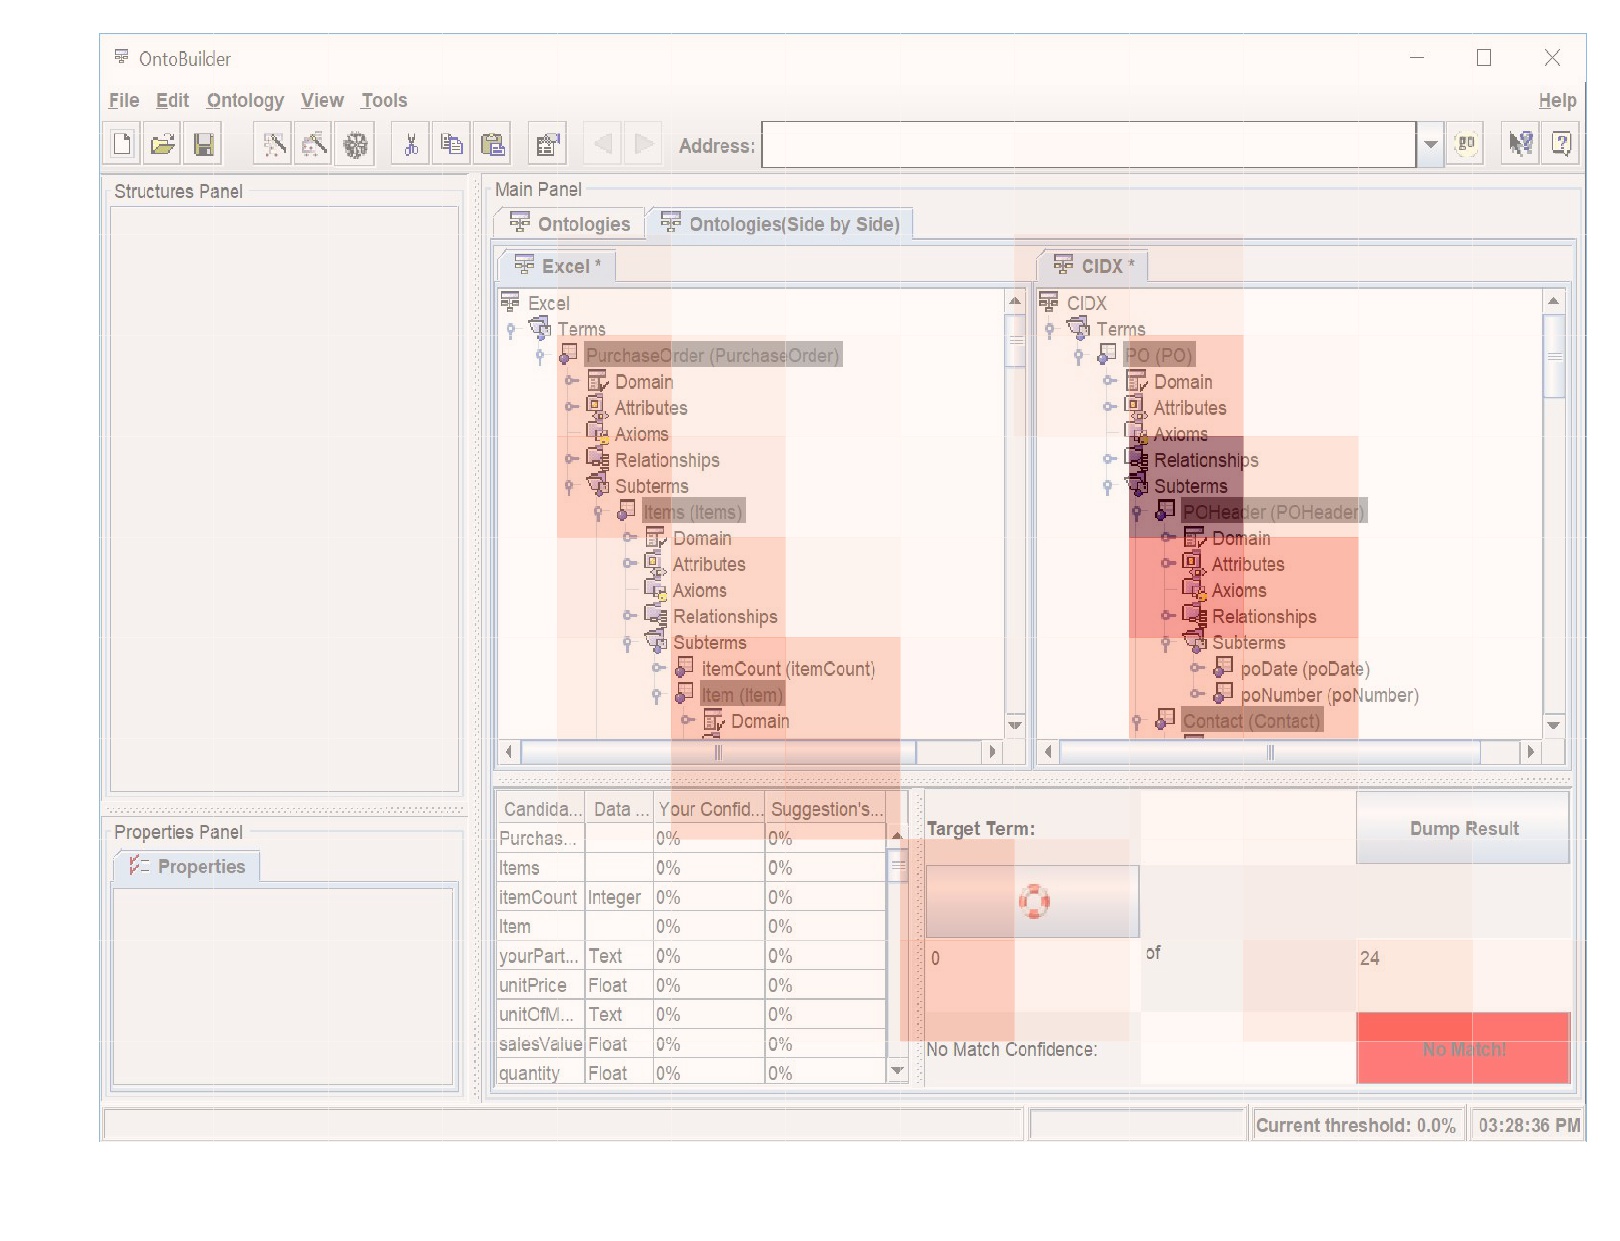 OntoBuilder
File Edit Ontology View Tools Help
Address: go
Structures Panel
Main Panel
Ontologies Ontologies(Side by Side)
Excel *
Excel
Terms
PurchaseOrder (PurchaseOrder)
Domain
Attributes
Axioms
Relationships
Subterms
Items (Items)
Domain
Attributes
Axioms
Relationships
Subterms
itemCount (itemCount)
Item (Item)
Domain
CIDX *
CIDX
Terms
PO (PO)
Domain
Attributes
Axioms
Relationships
Subterms
POHeader (POHeader)
Domain
Attributes
Axioms
Relationships
Subterms
poDate (poDate)
poNumber (poNumber)
Contact (Contact)
Properties Panel
Properties
Candida... Data ... Your Confid... Suggestion's...
Purchas... 0% 0%
Items 0% 0%
itemCount Integer 0% 0%
Item 0% 0%
yourPart... Text 0% 0%
unitPrice Float 0% 0%
unitOfM... Text 0% 0%
salesValue Float 0% 0%
quantity Float 0% 0%
Target Term:
Dump Result
0 of 24
No Match Confidence:
No Match!
Current threshold: 0.0% 03:28:36 PM